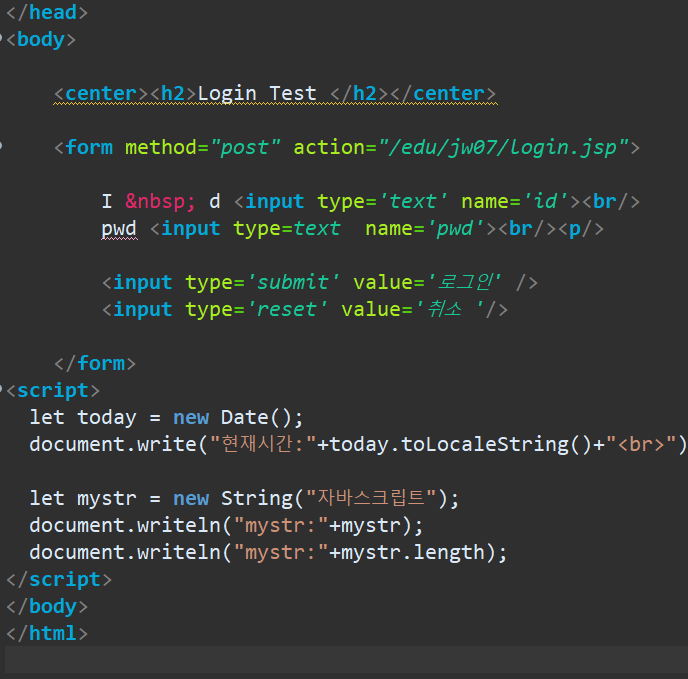 </head>
<body>
<center><h2>Login Test </h2></center>
<form method="post" action="/edu/jw07/login.jsp">
I &nbsp; d <input type='text' name='id'><br/>
pwd <input type=text  name='pwd'><br/><p/>
<input type='submit' value='로그인' />
<input type='reset' value='취소 '/>
</form>
<script>
let today = new Date();
document.write("현재시간:"+today.toLocaleString()+"<br>")
let mystr = new String("자바스크립트");
document.writeln("mystr:"+mystr);
document.writeln("mystr:"+mystr.length);
</script>
</body>
</html>